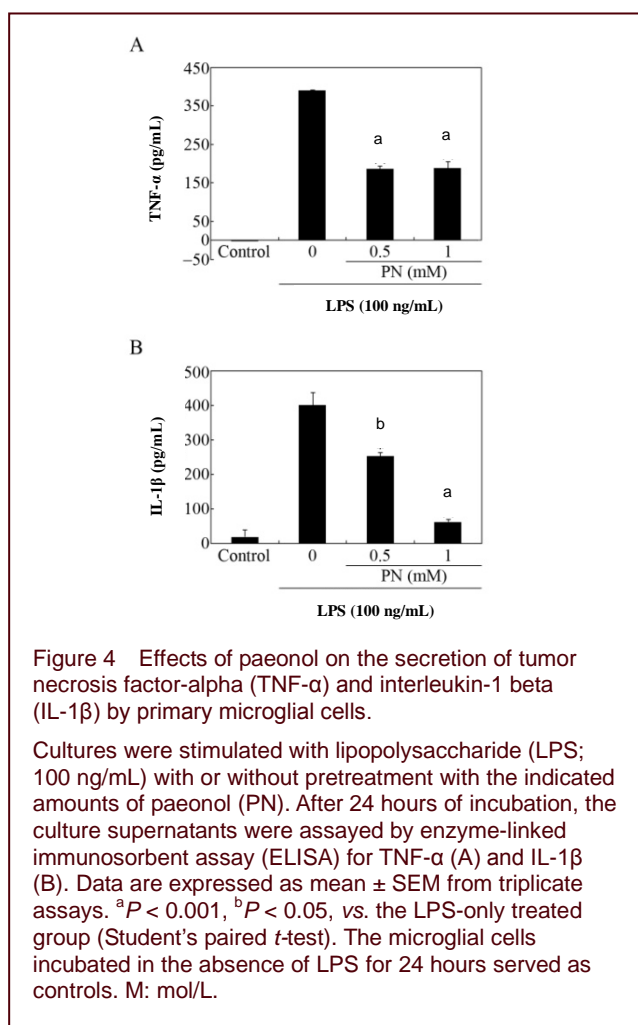 A
450
350
250
150
50
0
−50
TNF-α (pg/mL)
a a
Control 0 0.5 1
PN (mM)
LPS (100 ng/mL)
B
500
400
300
200
100
0
IL-1β (pg/mL)
b
a
Control 0 0.5 1
PN (mM)
LPS (100 ng/mL)
Figure 4 Effects of paeonol on the secretion of tumor
necrosis factor-alpha (TNF-α) and interleukin-1 beta
(IL-1β) by primary microglial cells.
Cultures were stimulated with lipopolysaccharide (LPS;
100 ng/mL) with or without pretreatment with the indicated
amounts of paeonol (PN). After 24 hours of incubation, the
culture supernatants were assayed by enzyme-linked
immunosorbent assay (ELISA) for TNF-α (A) and IL-1β
(B). Data are expressed as mean ± SEM from triplicate
assays. ᵃP < 0.001, ᵇP < 0.05, vs. the LPS-only treated
group (Student’s paired t-test). The microglial cells
incubated in the absence of LPS for 24 hours served as
controls. M: mol/L.